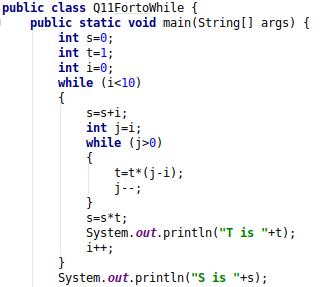 public class Q11FortoWhile {
public static void main(String[] args) {
int s=0;
int t=1;
int i=0;
while (i<10)
{
s=s+i;
int j=i;
while (j>0)
{
t=t*(j-i);
j--;
}
s=s*t;
System.out.println("T is "+t);
i++;
}
System.out.println("S is "+s);